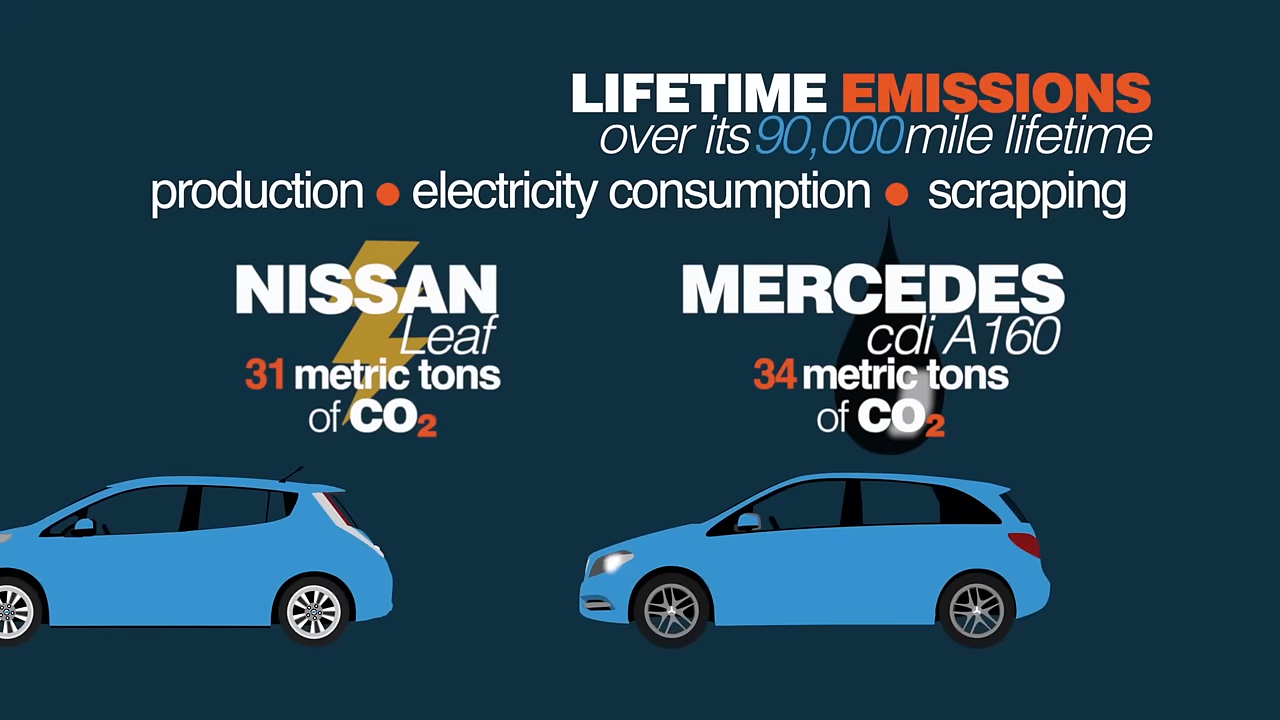 LIFETIME EMISSIONS
over its 90,000 mile lifetime
production • electricity consumption • scrapping
NISSAN
Leaf
31 metric tons
of CO2
MERCEDES
cdi A160
34 metric tons
of CO2